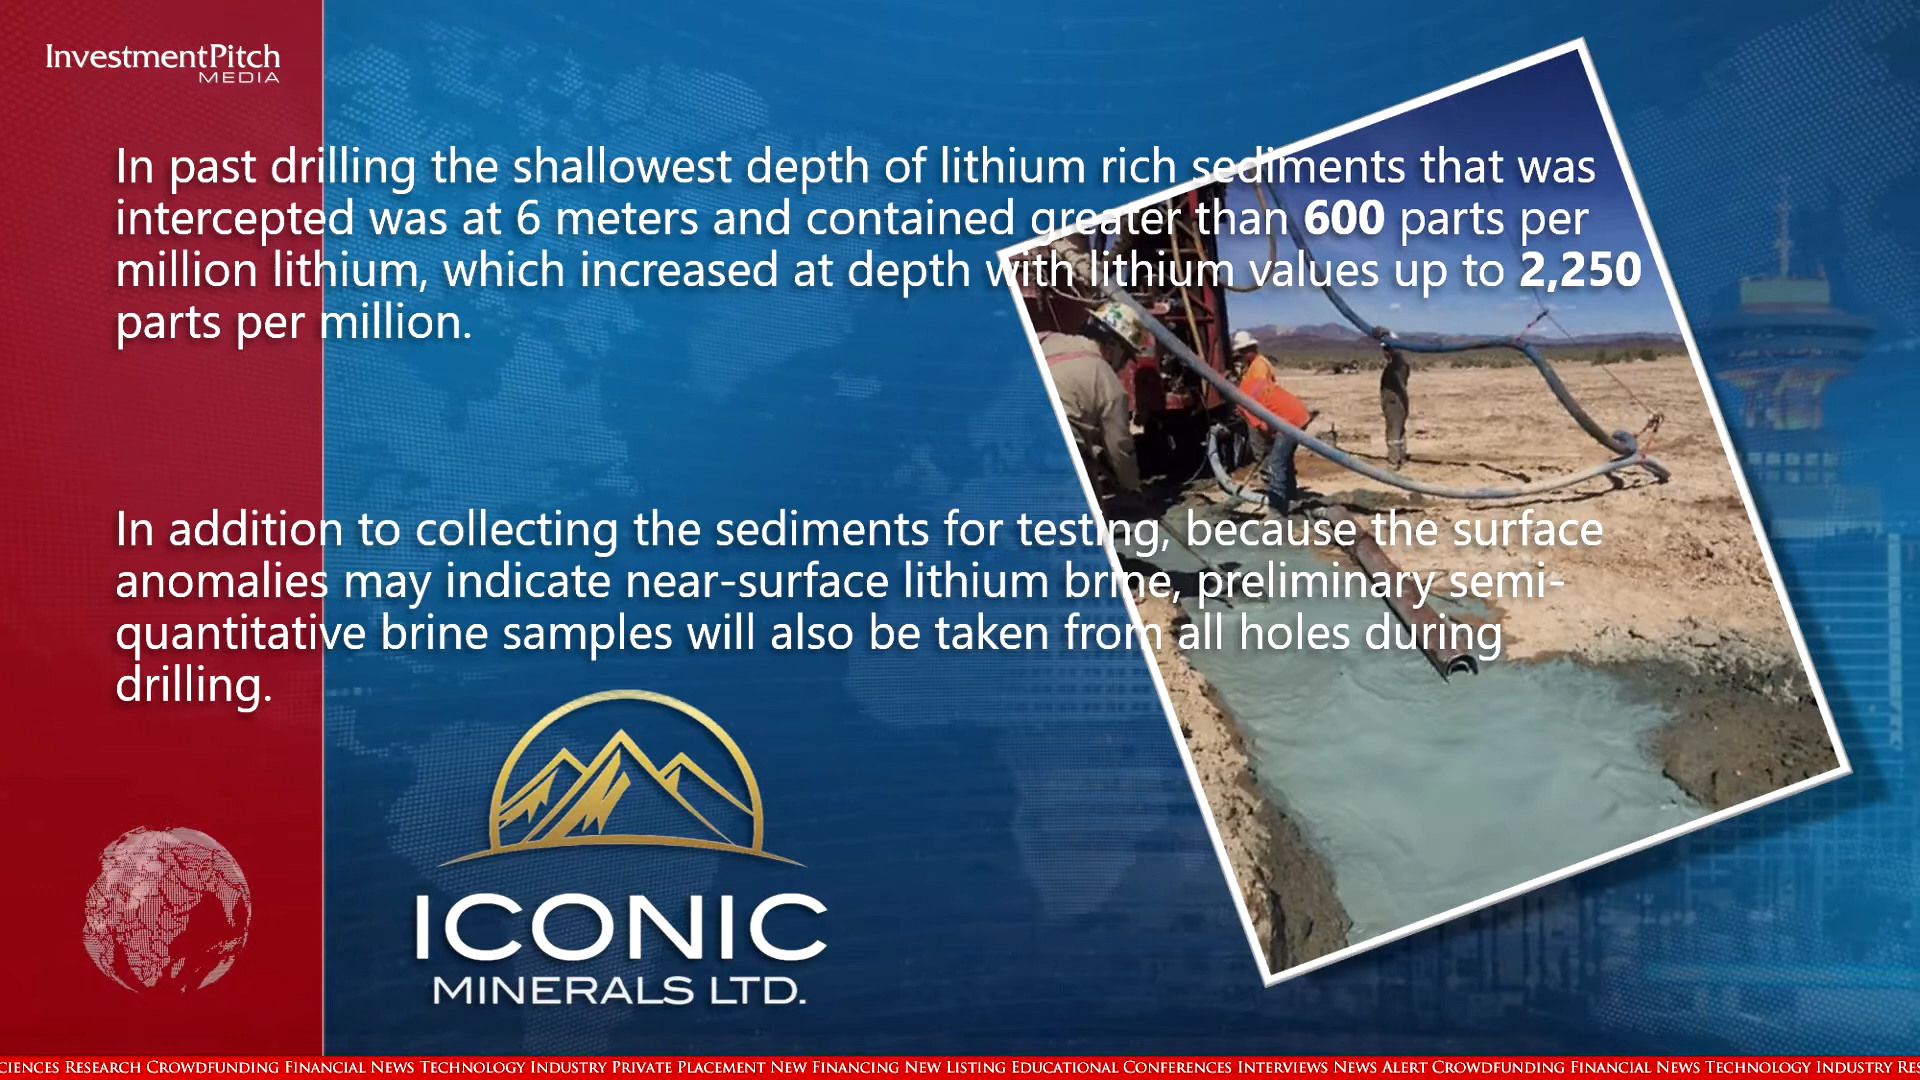 InvestmentPitch
MEDIA
In past drilling the shallowest depth of lithium rich sediments that was
intercepted was at 6 meters and contained greater than 600 parts per
million lithium, which increased at depth with lithium values up to 2,250
parts per million.
In addition to collecting the sediments for testing, because the surface
anomalies may indicate near-surface lithium brine, preliminary semi-
quantitative brine samples will also be taken from all holes during
drilling.
ICONIC
MINERALS LTD.
CIENCES RESEARCH CROWDFUNDING FINANCIAL NEWS TECHNOLOGY INDUSTRY PRIVATE PLACEMENT NEW FINANCING NEW LISTING EDUCATIONAL CONFERENCES INTERVIEWS NEWS ALERT CROWDFUNDING FINANCIAL NEWS TECHNOLOGY INDUSTRY RES